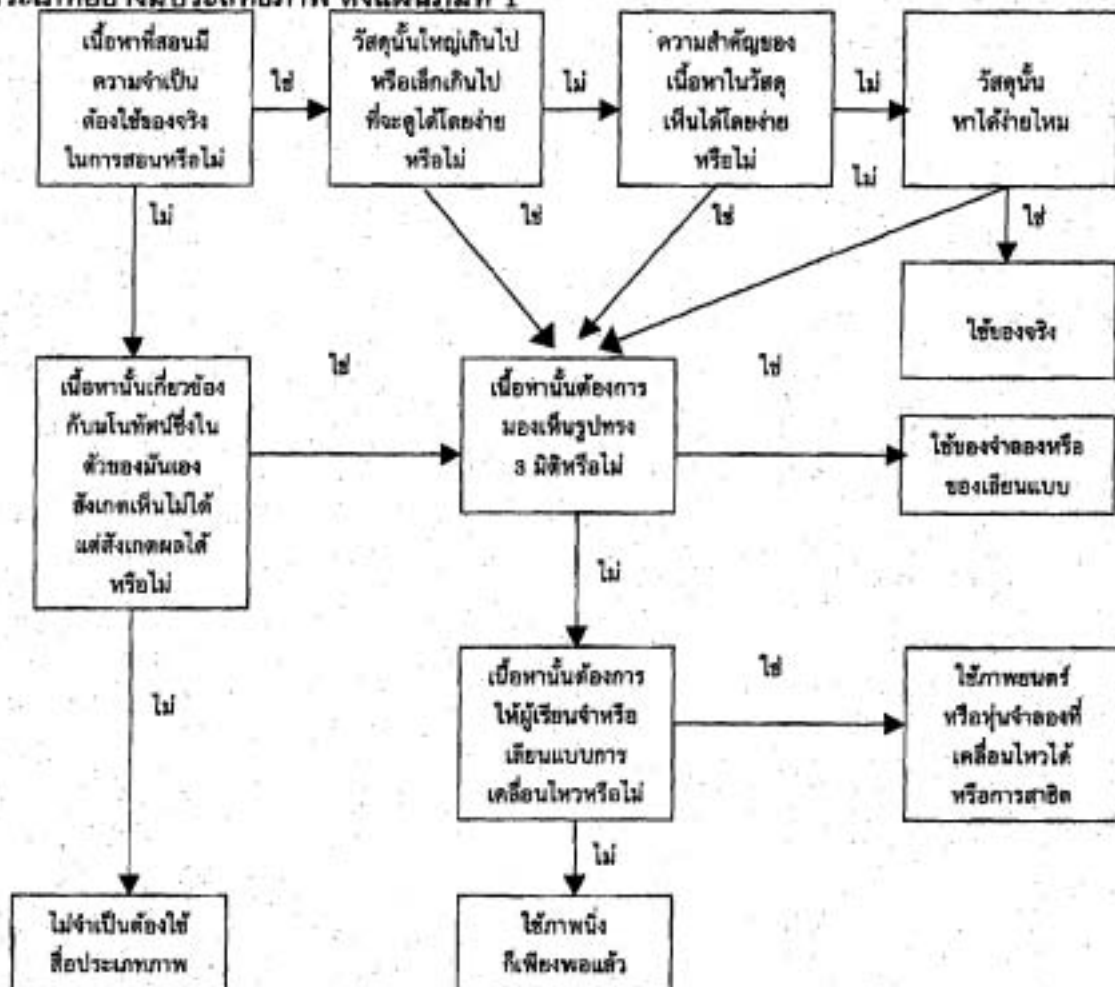 เนื้อหาที่สอนมี
ความจำเป็น
ต้องใช้ของจริง
ในการสอนหรือไม่
ใช่
วัสดุนั้นใหญ่เกินไป
หรือเล็กเกินไป
ที่จะดูได้โดยง่าย
หรือไม่
ไม่
ความสำคัญของ
เนื้อหาในวัสดุ
เห็นได้โดยง่าย
หรือไม่
ไม่
ไม่
วัสดุนั้น
หาได้ง่ายไหม
ไม่
ใช่
ใช่
ใช่
ใช้ของจริง
เนื้อหานั้นเกี่ยวข้อง
กับมโนทัศน์ซึ่งใน
ตัวของมันเอง
สังเกตเห็นไม่ได้
แต่สังเกตผลได้
หรือไม่
ใช่
เนื้อหานั้นต้องการ
มองเห็นรูปทรง
3 มิติหรือไม่
ใช่
ใช้ของจำลองหรือ
ของเลียนแบบ
ไม่
ไม่
เนื้อหานั้นต้องการ
ให้ผู้เรียนจำหรือ
เลียนแบบการ
เคลื่อนไหวหรือไม่
ใช่
ใช้ภาพยนตร์
หรือหุ่นจำลองที่
เคลื่อนไหวได้
หรือการสาธิต
ไม่
ไม่จำเป็นต้องใช้
สื่อประเภทภาพ
ใช้ภาพนิ่ง
ก็เพียงพอแล้ว